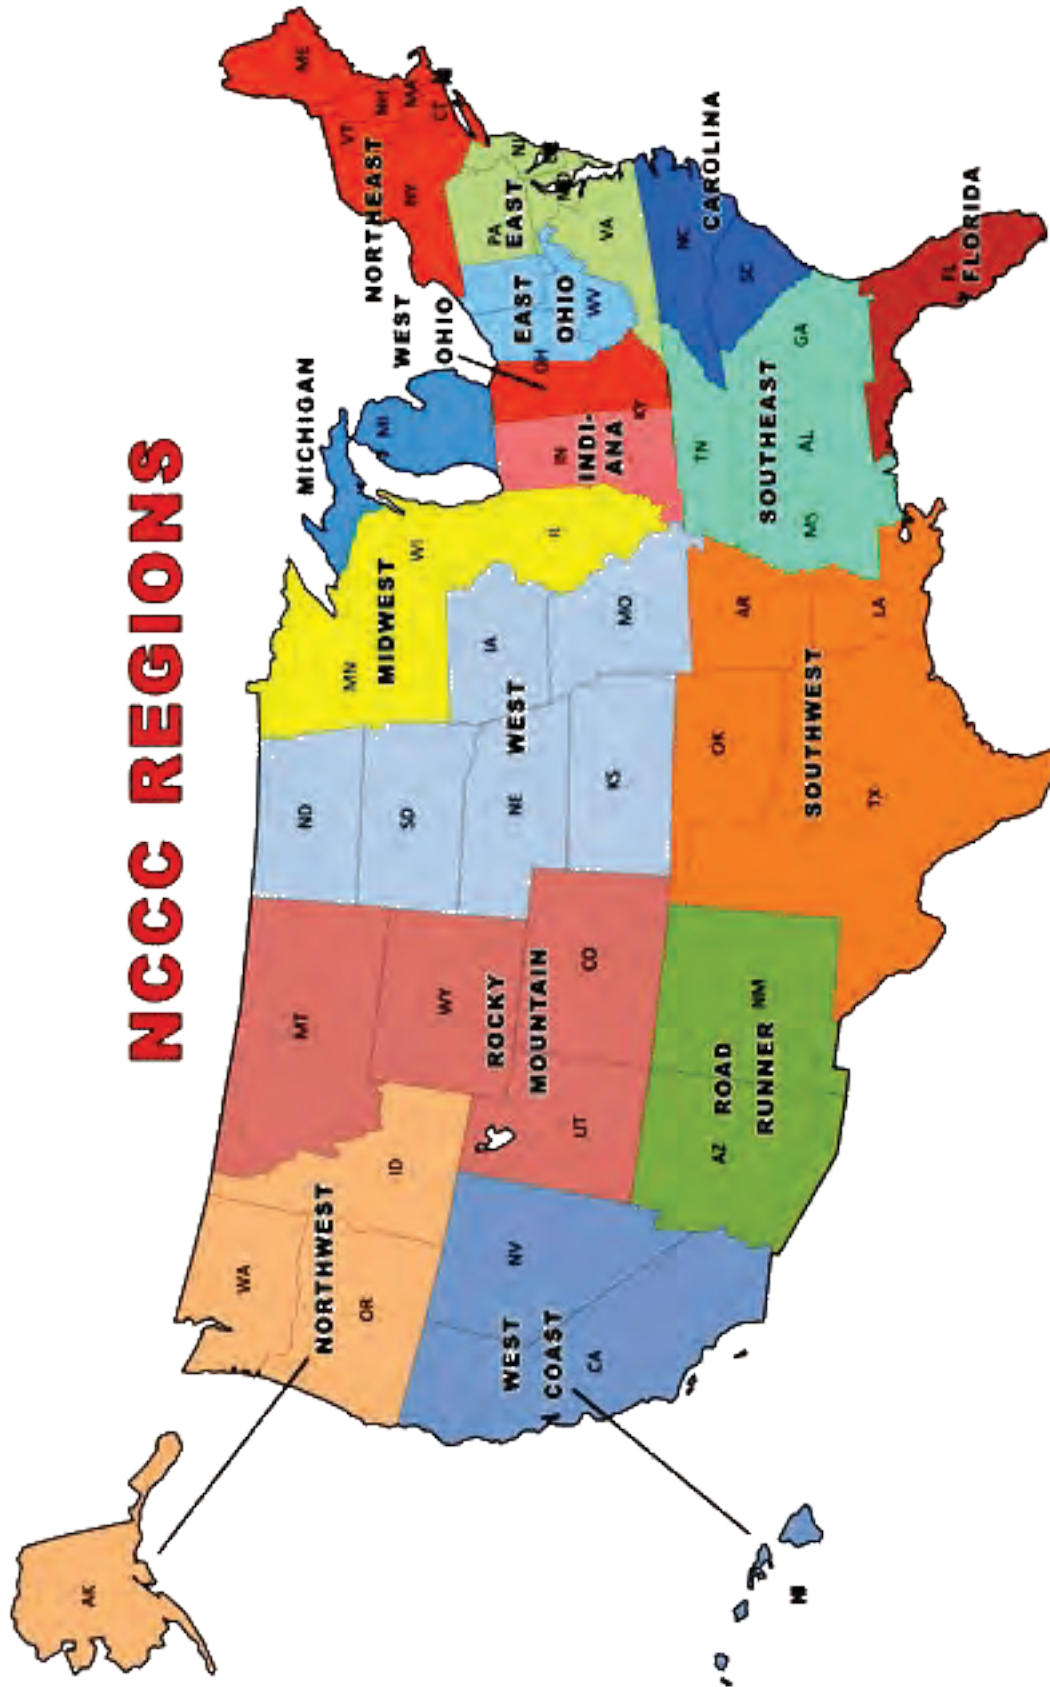 NCCC REGIONS
AK
WA
NORTHWEST
OR
ID
MT
WY
ROCKY
MOUNTAIN
UT
CO
WEST
COAST
NV
CA
HI
ROAD
RUNNER
AZ
NM
ND
SD
NE
WEST
KS
IA
MO
MN
MIDWEST
WI
IL
MICHIGAN
MI
WEST
OHIO
INDI-
ANA
IN
KY
EAST
OHIO
OH
WV
NORTHEAST
ME
VT
NH
MA
CT
NY
PA
EAST
NJ
MD
VA
CAROLINA
NC
SC
SOUTHEAST
TN
GA
AL
MS
FL
FLORIDA
SOUTHWEST
OK
AR
TX
LA